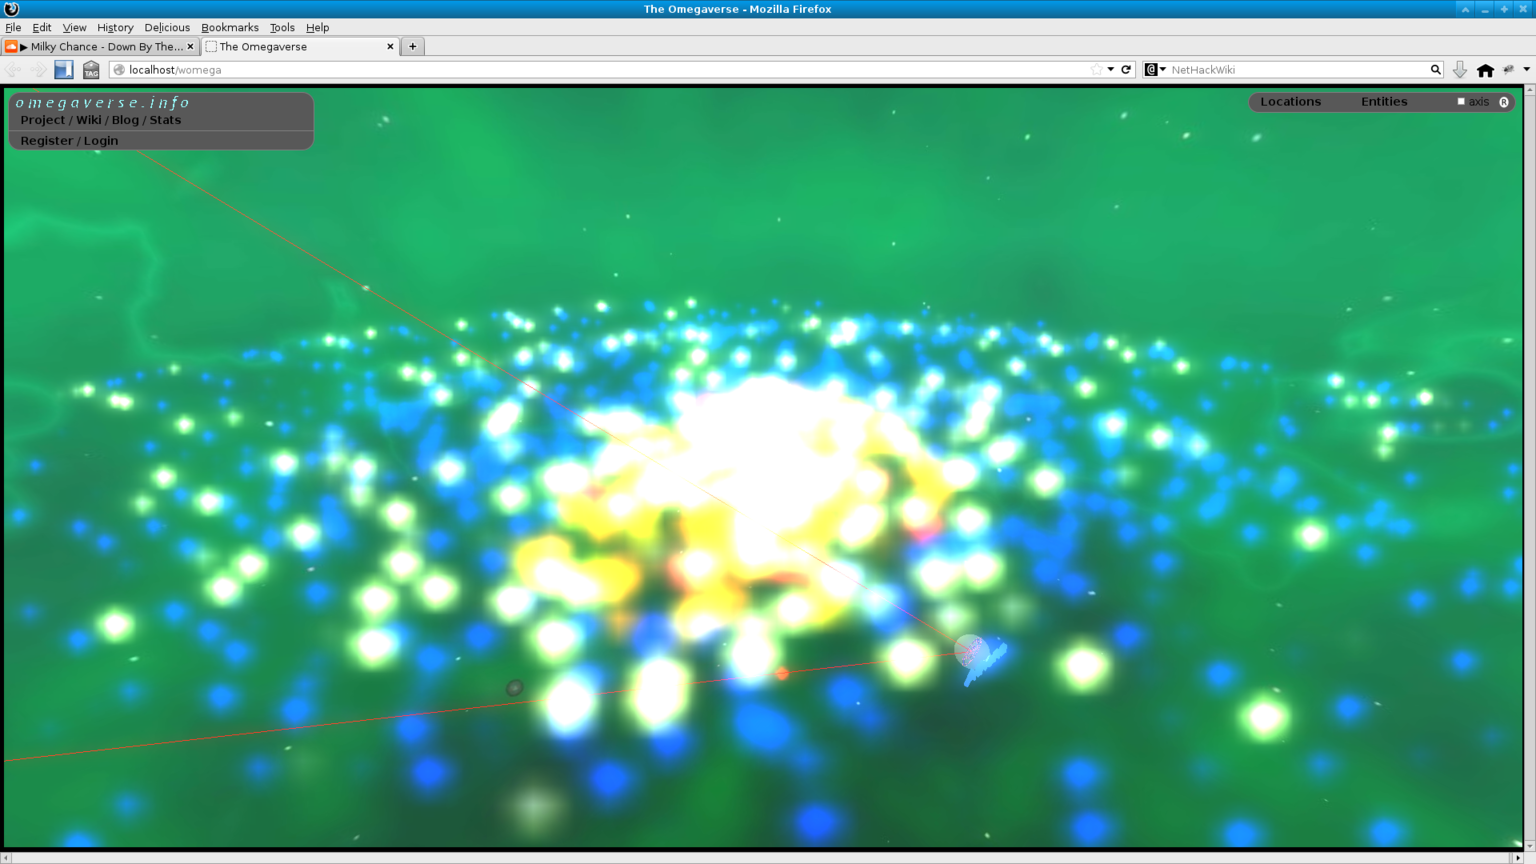 The Omegaverse - Mozilla Firefox
File Edit View History Delicious Bookmarks Tools Help
▶ Milky Chance - Down By The... The Omegaverse
TAG localhost/womega NetHackWiki
omegaverse.info
Project / Wiki / Blog / Stats
Register / Login
Locations Entities axis R